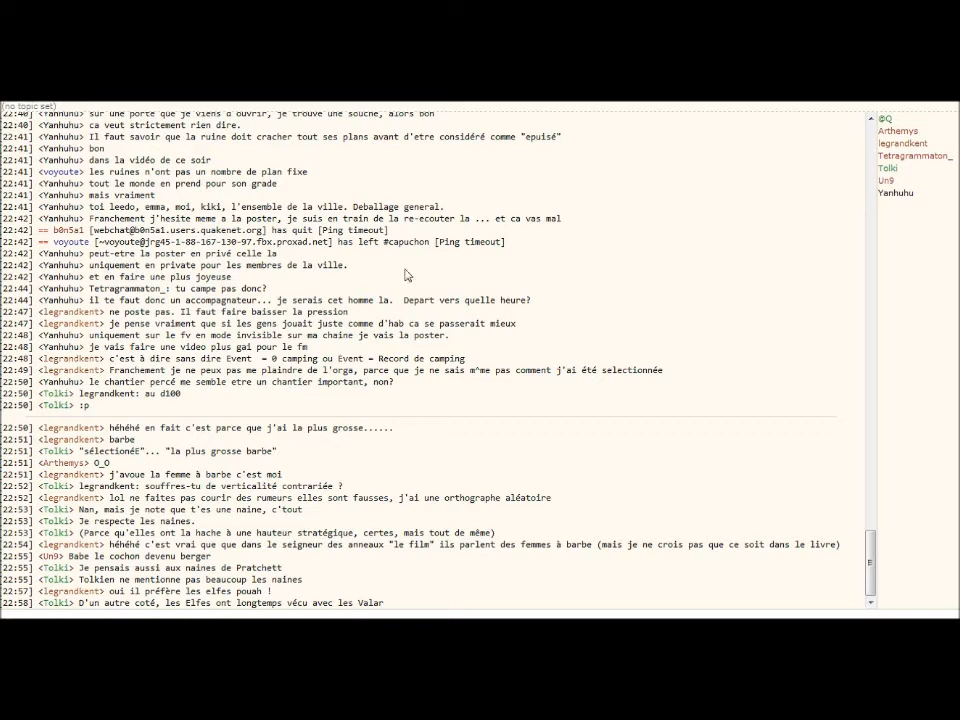 (no topic set)
22:40] <Yanhuhu> sur une porte que je viens d'ouvrir, je trouve une souche, alors bon
22:40] <Yanhuhu> ca veut strictement rien dire.
22:41] <Yanhuhu> Il faut savoir que la ruine doit cracher tout ses plans avant d'etre considéré comme "epuisé"
22:41] <Yanhuhu> bon
22:41] <Yanhuhu> dans la vidéo de ce soir
22:41] <voyoute> les ruines n'ont pas un nombre de plan fixe
22:41] <Yanhuhu> tout le monde en prend pour son grade
22:41] <Yanhuhu> mais vraiment
22:41] <Yanhuhu> toi leedo, emma, moi, kiki, l'ensemble de la ville. Deballage general.
22:42] <Yanhuhu> Franchement j'hesite meme a la poster, je suis en train de la re-ecouter la ... et ca vas mal
22:42] == b0n5a1 [webchat@b0n5a1.users.quakenet.org] has quit [Ping timeout]
22:42] == voyoute [~voyoute@jrg45-1-88-167-130-97.fbx.proxad.net] has left #capuchon [Ping timeout]
22:42] <Yanhuhu> peut-etre la poster en privé celle la
22:42] <Yanhuhu> uniquement en private pour les membres de la ville.
22:42] <Yanhuhu> et en faire une plus joyeuse
22:44] <Yanhuhu> Tetragrammaton_: tu campe pas donc?
22:44] <Yanhuhu> il te faut donc un accompagnateur... je serais cet homme la.  Depart vers quelle heure?
22:47] <legrandkent> ne poste pas. Il faut faire baisser la pression
22:47] <legrandkent> je pense vraiment que si les gens jouait juste comme d'hab ca se passerait mieux
22:48] <Yanhuhu> uniquement sur le fv en mode invisible sur ma chaine je vais la poster.
22:48] <Yanhuhu> je vais faire une video plus gai pour le fm
22:48] <legrandkent> c'est à dire sans dire Event  = 0 camping ou Event = Record de camping
22:49] <legrandkent> Franchement je ne peux pas me plaindre de l'orga, parce que je ne sais m^me pas comment j'ai été selectionnée
22:50] <Yanhuhu> le chantier percé me semble etre un chantier important, non?
22:50] <Tolki> legrandkent: au d100
22:50] <Tolki> :p
22:50] <legrandkent> héhéhé en fait c'est parce que j'ai la plus grosse......
22:51] <legrandkent> barbe
22:51] <Tolki> "sélectionéE"... "la plus grosse barbe"
22:51] <Arthemys> O_O
22:51] <legrandkent> j'avoue la femme à barbe c'est moi
22:52] <Tolki> legrandkent: souffres-tu de verticalité contrariée ?
22:52] <legrandkent> lol ne faites pas courir des rumeurs elles sont fausses, j'ai une orthographe aléatoire
22:53] <Tolki> Nan, mais je note que t'es une naine, c'tout
22:53] <Tolki> Je respecte les naines.
22:53] <Tolki> (Parce qu'elles ont la hache à une hauteur stratégique, certes, mais tout de même)
22:54] <legrandkent> héhéhé c'est vrai que que dans le seigneur des anneaux "le film" ils parlent des femmes à barbe (mais je ne crois pas que ce soit dans le livre)
22:55] <Un9> Babe le cochon devenu berger
22:55] <Tolki> Je pensais aussi aux naines de Pratchett
22:55] <Tolki> Tolkien ne mentionne pas beaucoup les naines
22:57] <legrandkent> oui il préfère les elfes pouah !
22:58] <Tolki> D'un autre coté, les Elfes ont longtemps vécu avec les Valar
@Q
Arthemys
legrandkent
Tetragrammaton_
Tolki
Un9
Yanhuhu